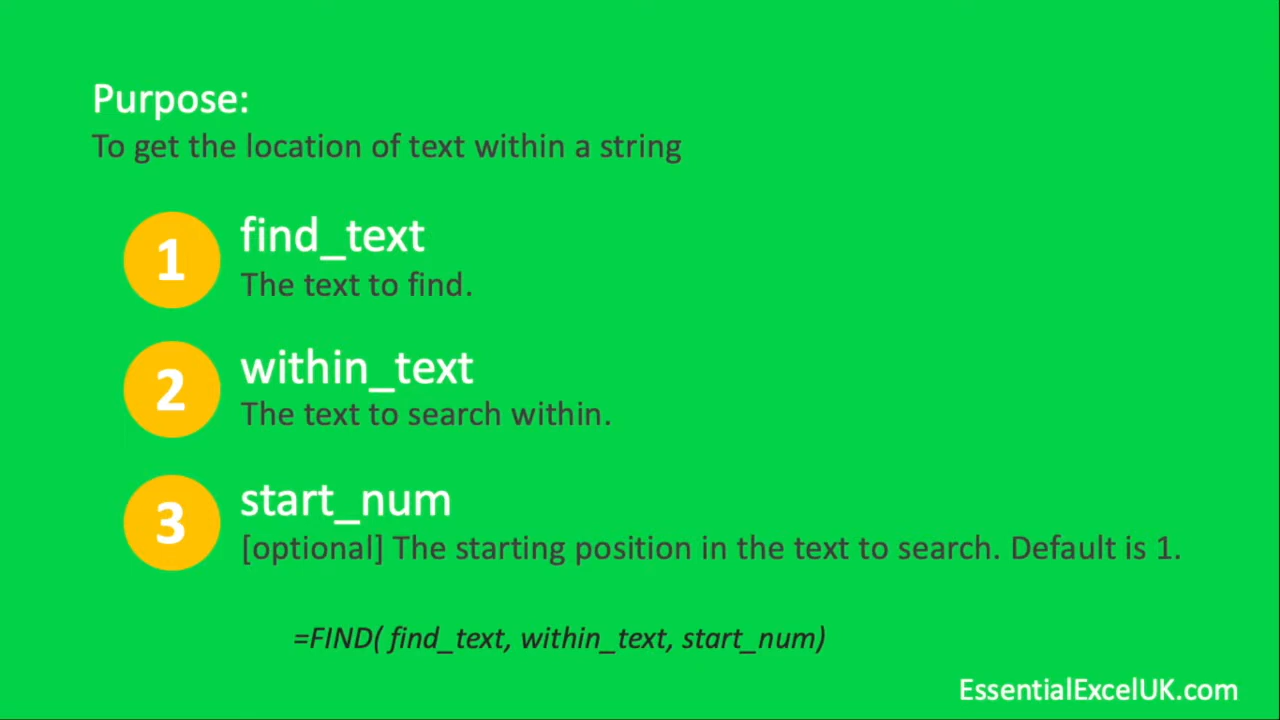 Purpose:
To get the location of text within a string
1
find_text
The text to find.
2
within_text
The text to search within.
3
start_num
[optional] The starting position in the text to search. Default is 1.
=FIND( find_text, within_text, start_num)
EssentialExcelUK.com